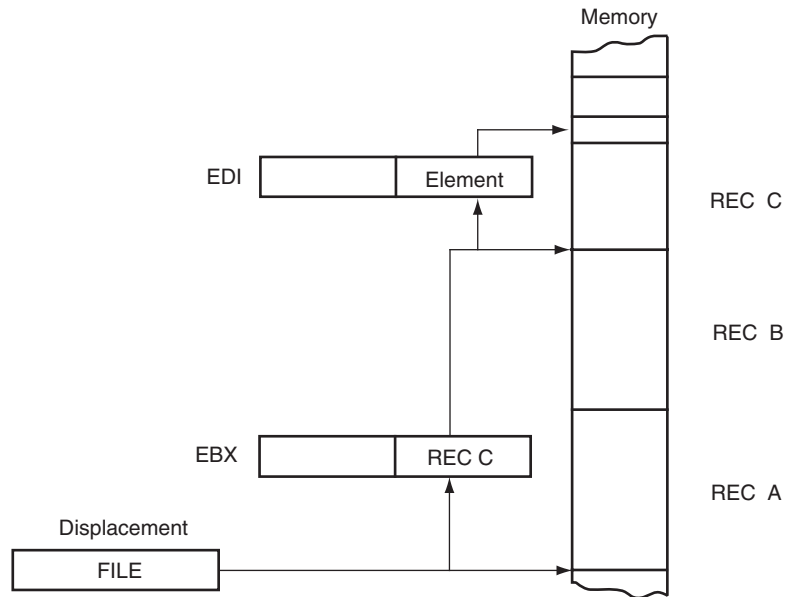 Memory
EDI
Element
REC C
REC B
EBX
REC C
REC A
Displacement
FILE